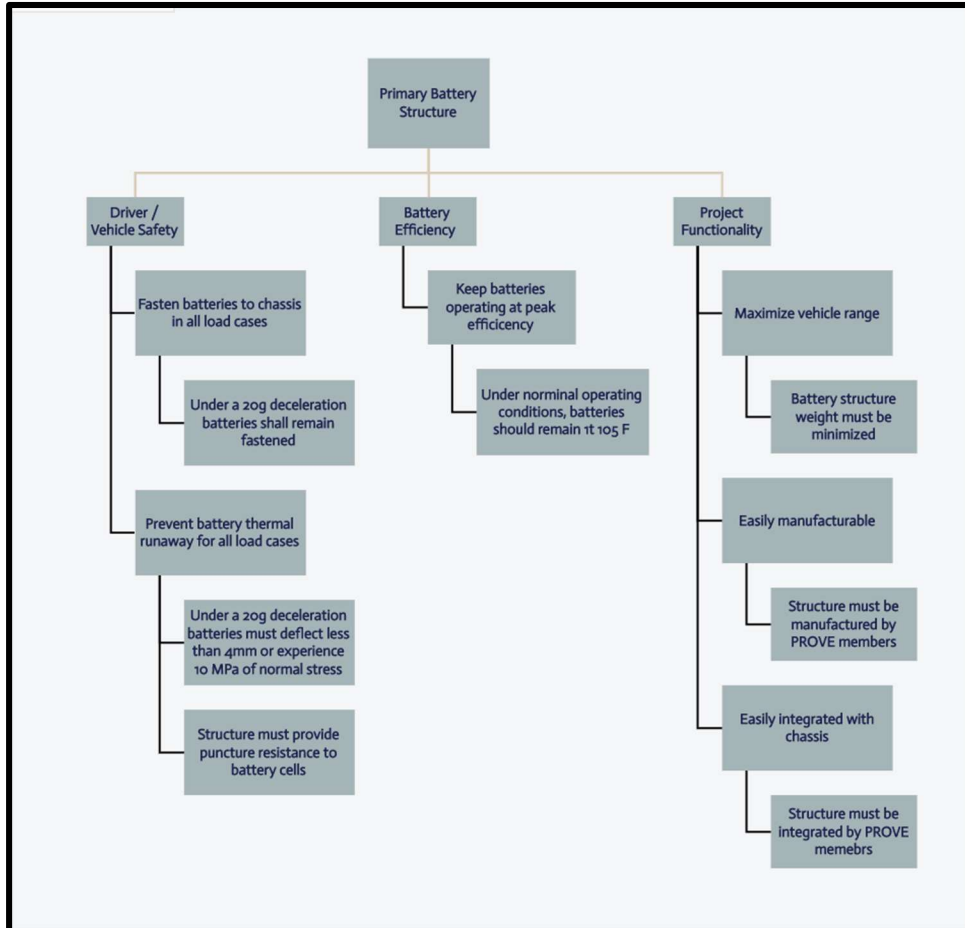 Primary Battery
Structure
Driver /
Vehicle Safety
Fasten batteries to chassis
in all load cases
Under a 20g deceleration
batteries shall remain
fastened
Prevent battery thermal
runaway for all load cases
Under a 20g deceleration
batteries must deflect less
than 4mm or experience
10 MPa of normal stress
Structure must provide
puncture resistance to
battery cells
Battery
Efficiency
Keep batteries
operating at peak
efficicency
Under norminal operating
conditions, batteries
should remain 1t 105 F
Project
Functionality
Maximize vehicle range
Battery structure
weight must be
minimized
Easily manufacturable
Structure must be
manufactured by
PROVE members
Easily integrated with
chassis
Structure must be
integrated by PROVE
memebrs